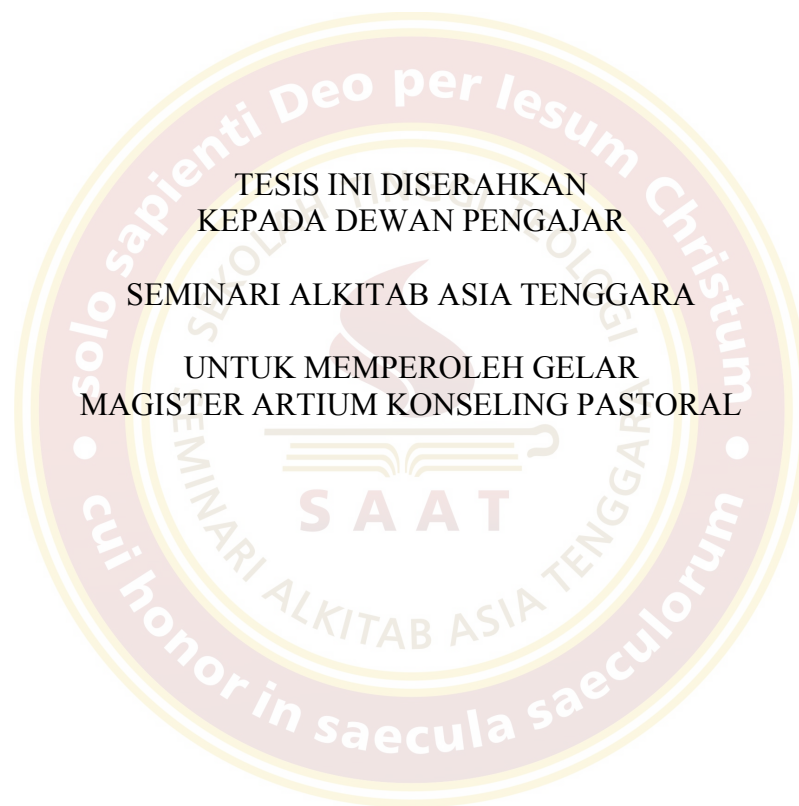 TESIS INI DISERAHKAN
KEPADA DEWAN PENGAJAR
SEMINARI ALKITAB ASIA TENGGARA
UNTUK MEMPEROLEH GELAR
MAGISTER ARTIUM KONSELING PASTORAL
solo sapienti Deo per Iesum Christum
cui honor in saecula saeculorum
SEKOLAH TINGGI TEOLOGI
SEMINARI ALKITAB ASIA TENGGARA
SAAT